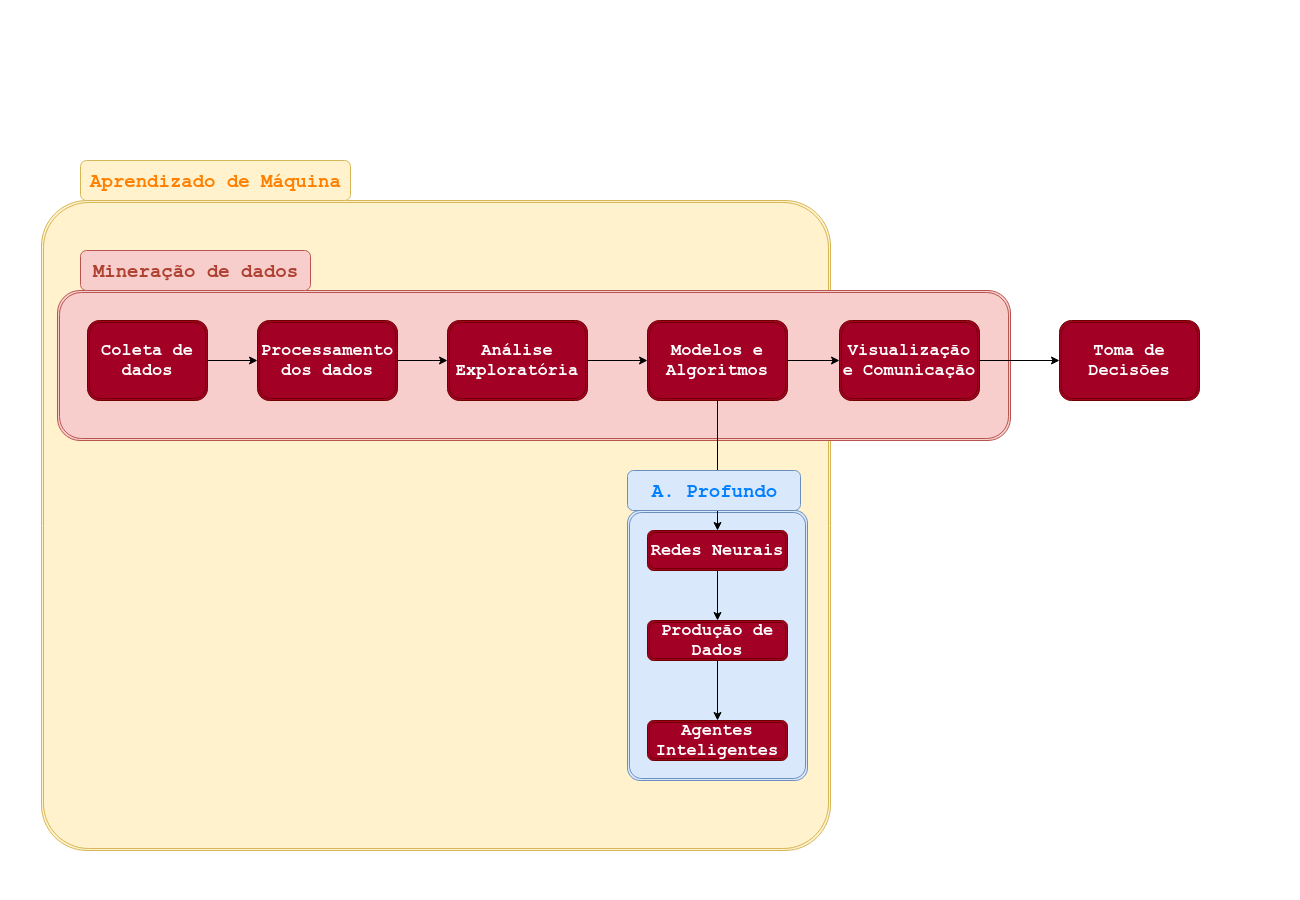 Aprendizado de Máquina
Mineração de dados
Coleta de
dados
Processamento
dos dados
Análise
Exploratória
Modelos e
Algoritmos
Visualização
e Comunicação
Toma de
Decisões
A. Profundo
Redes Neurais
Produção de
Dados
Agentes
Inteligentes